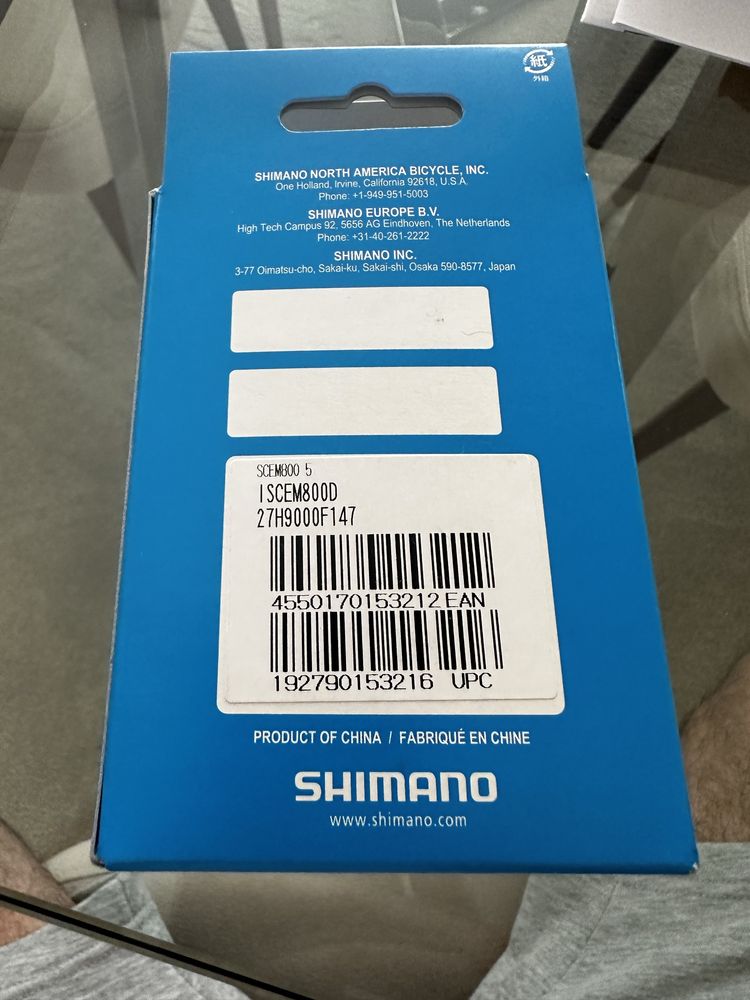 紙
外箱
SHIMANO NORTH AMERICA BICYCLE, INC.
One Holland, Irvine, California 92618, U.S.A.
Phone: +1-949-951-5003
SHIMANO EUROPE B.V.
High Tech Campus 92, 5656 AG Eindhoven, The Netherlands
Phone: +31-40-261-2222
SHIMANO INC.
3-77 Oimatsu-cho, Sakai-ku, Sakai-shi, Osaka 590-8577, Japan
SCEM800 5
ISCEM800D
27H9000F147
4550170153212 EAN
192790153216 UPC
PRODUCT OF CHINA / FABRIQUÉ EN CHINE
SHIMANO
www.shimano.com